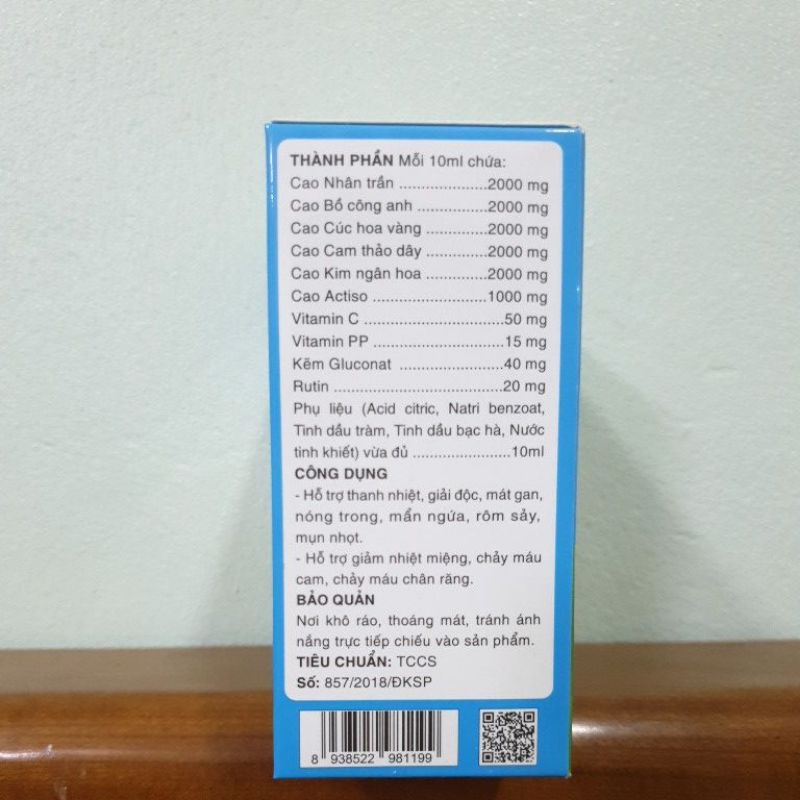 THÀNH PHẦN Mỗi 10ml chứa:
Cao Nhân trần ..................2000 mg
Cao Bồ công anh ..............2000 mg
Cao Cúc hoa vàng ............2000 mg
Cao Cam thảo dây ............2000 mg
Cao Kim ngân hoa ............2000 mg
Cao Actiso .......................1000 mg
Vitamin C ............................50 mg
Vitamin PP ..........................15 mg
Kẽm Gluconat .....................40 mg
Rutin ..................................20 mg
Phụ liệu (Acid citric, Natri benzoat,
Tinh dầu tràm, Tinh dầu bạc hà, Nước
tinh khiết) vừa đủ ....................10ml
CÔNG DỤNG
- Hỗ trợ thanh nhiệt, giải độc, mát gan,
nóng trong, mẩn ngứa, rôm sảy,
mụn nhọt.
- Hỗ trợ giảm nhiệt miệng, chảy máu
cam, chảy máu chân răng.
BẢO QUẢN
Nơi khô ráo, thoáng mát, tránh ánh
nắng trực tiếp chiếu vào sản phẩm.
TIÊU CHUẨN: TCCS
Số: 857/2018/ĐKSP
8 938522 981199